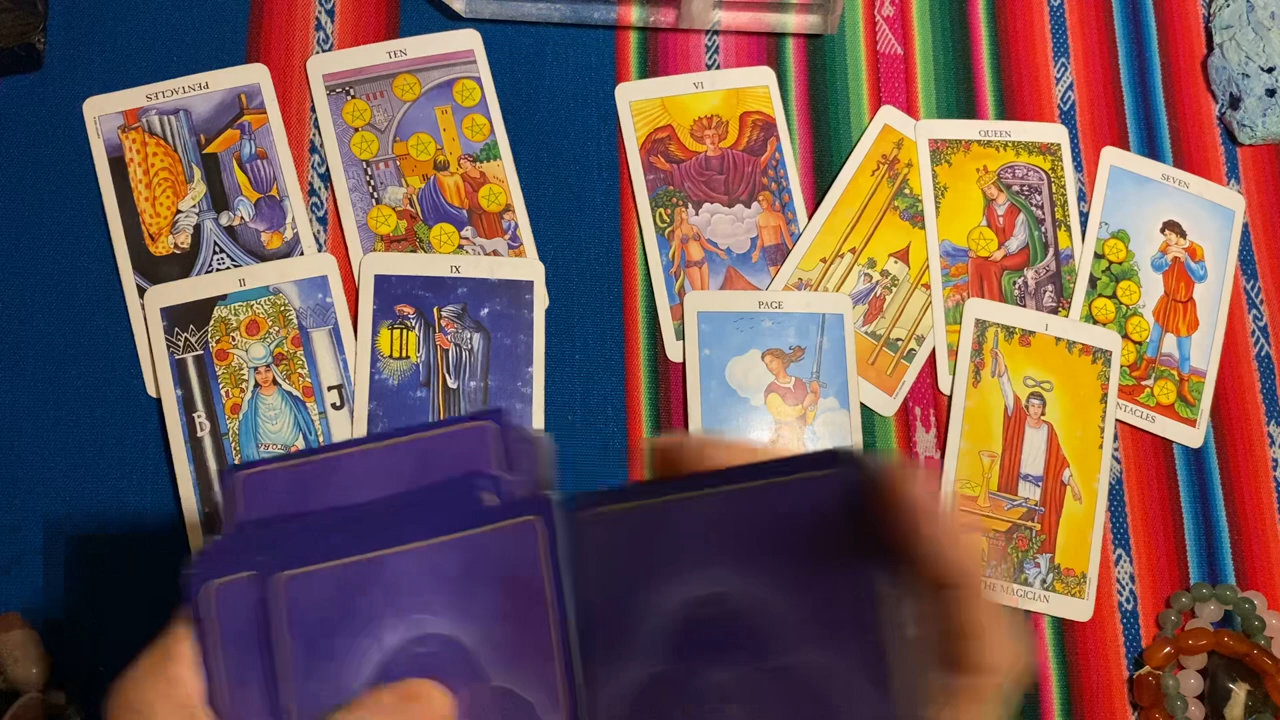 PENTACLES
TEN
VI
QUEEN
SEVEN
II
IX
PAGE
I
B
J
NTACLES
THE MAGICIAN